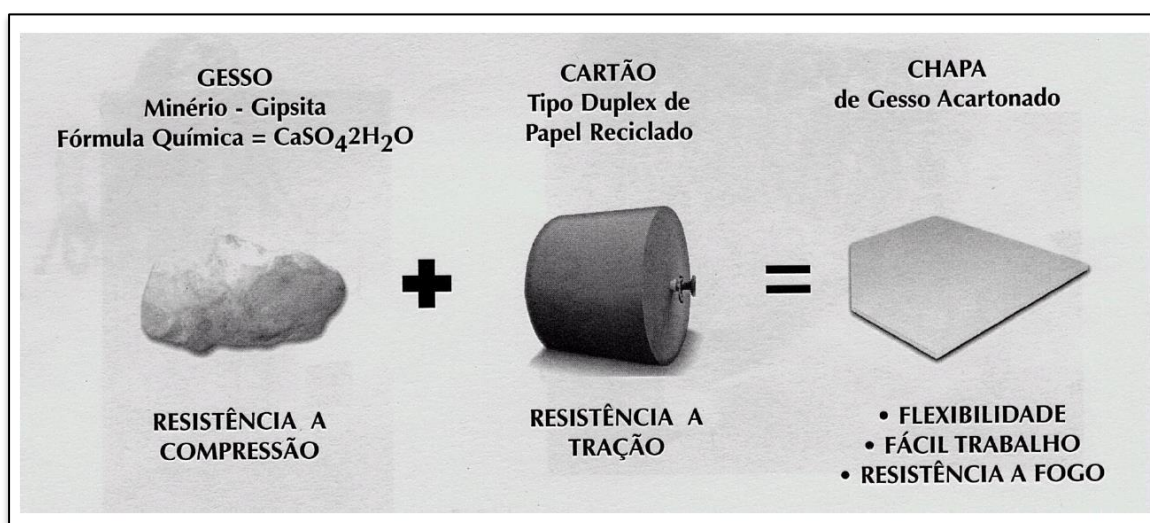 GESSO
Minério - Gipsita
Fórmula Química = CaSO₄2H₂O
CARTÃO
Tipo Duplex de
Papel Reciclado
CHAPA
de Gesso Acartonado
+
=
RESISTÊNCIA A
COMPRESSÃO
RESISTÊNCIA A
TRAÇÃO
• FLEXIBILIDADE
• FÁCIL TRABALHO
• RESISTÊNCIA A FOGO